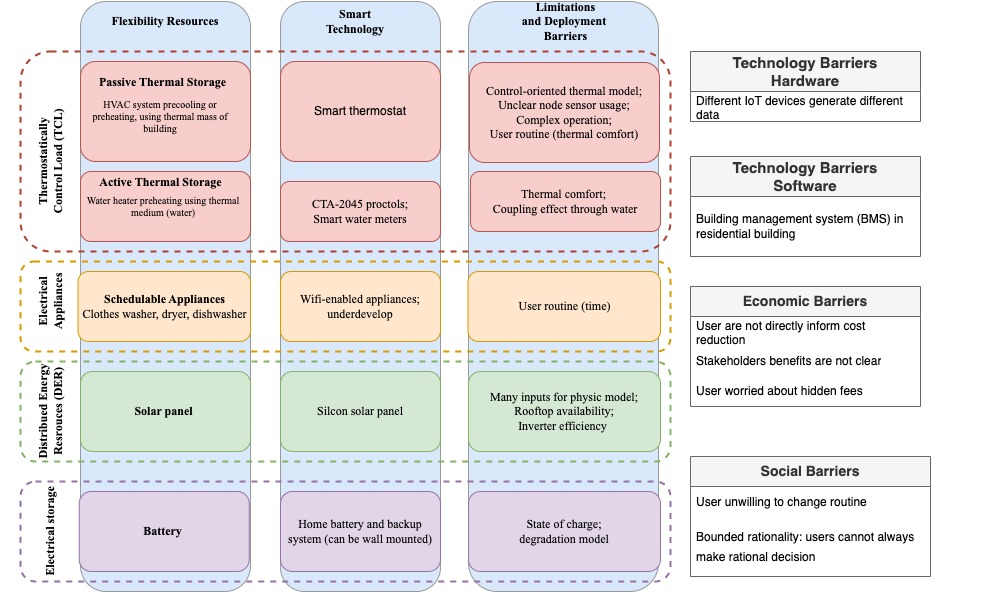 Flexibility Resources
Smart
Technology
Limitations
and Deployment
Barriers
Thermostatically
Control Load (TCL)
Passive Thermal Storage
HVAC system precooling or
preheating, using thermal mass of
building
Smart thermostat
Control-oriented thermal model;
Unclear node sensor usage;
Complex operation;
User routine (thermal comfort)
Active Thermal Storage
Water heater preheating using thermal
medium (water)
CTA-2045 proctols;
Smart water meters
Thermal comfort;
Coupling effect through water
Electrical
Appliances
Schedulable Appliances
Clothes washer, dryer, dishwasher
Wifi-enabled appliances;
underdevelop
User routine (time)
Distribued Energy
Resrouces (DER)
Solar panel
Silcon solar panel
Many inputs for physic model;
Rooftop availability;
Inverter efficiency
Electrical storage
Battery
Home battery and backup
system (can be wall mounted)
State of charge;
degradation model
Technology Barriers
Hardware
Different IoT devices generate different
data
Technology Barriers
Software
Building management system (BMS) in
residential building
Economic Barriers
User are not directly inform cost
reduction
Stakeholders benefits are not clear
User worried about hidden fees
Social Barriers
User unwilling to change routine
Bounded rationality: users cannot always
make rational decision